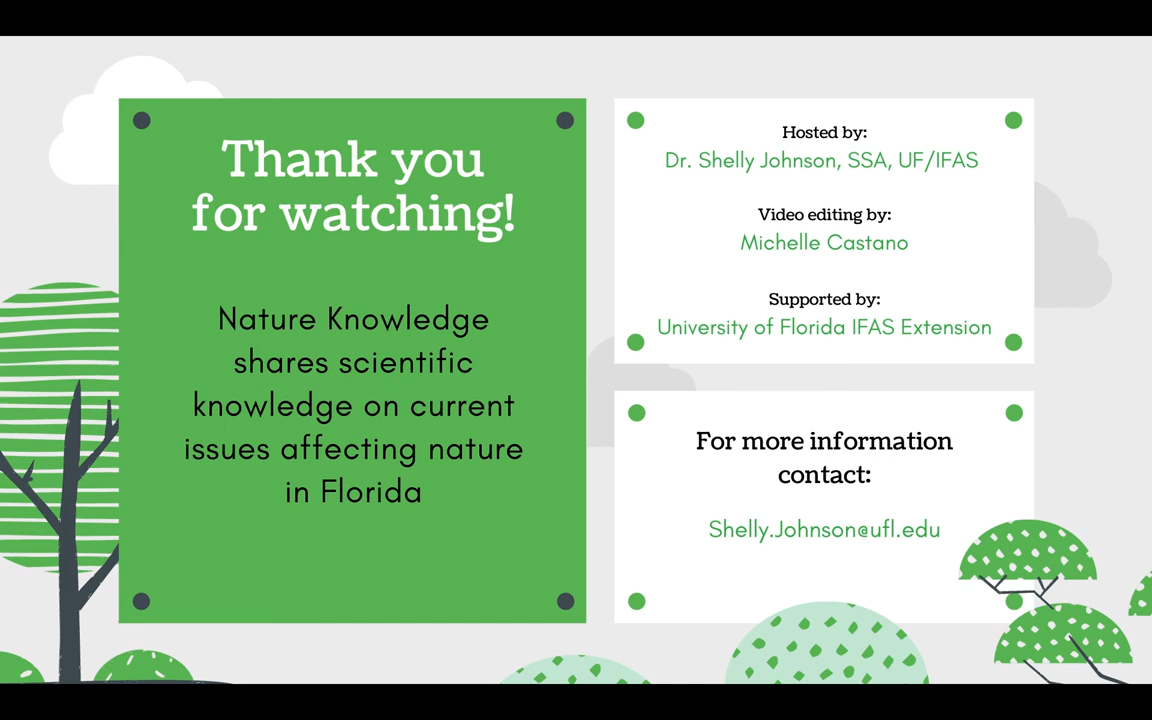 Thank you
for watching!
Nature Knowledge
shares scientific
knowledge on current
issues affecting nature
in Florida
Hosted by:
Dr. Shelly Johnson, SSA, UF/IFAS
Video editing by:
Michelle Castano
Supported by:
University of Florida IFAS Extension
For more information
contact:
Shelly.Johnson@ufl.edu